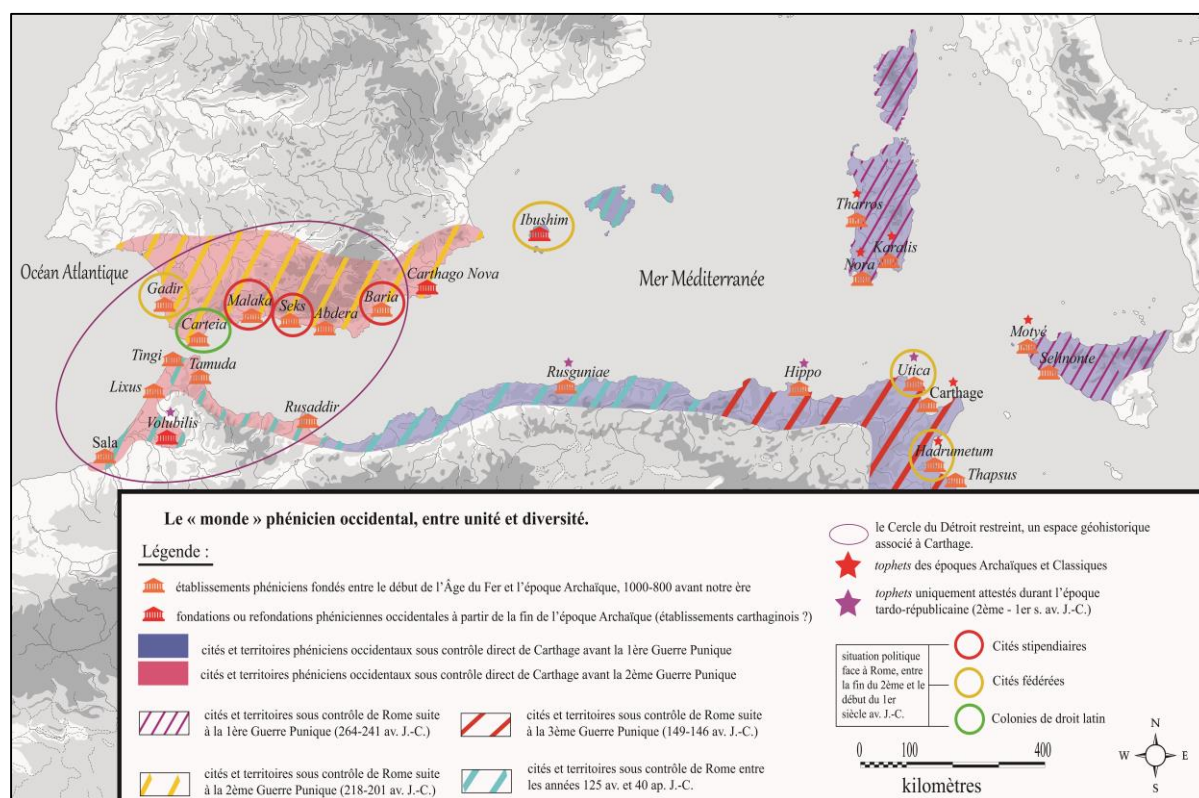 Océan Atlantique
Mer Méditerranée
Ibushim
Tharros
Karalis
Nora
Carthago Nova
Gadir
Malaka
Seks
Baria
Abdera
Carteia
Motyé
Selinonte
Tingi
Tamuda
Lixus
Rusaddir
Volubilis
Sala
Rusguniae
Hippo
Utica
Carthage
Hadrumetum
Thapsus
Le « monde » phénicien occidental, entre unité et diversité.
Légende :
établissements phéniciens fondés entre le début de l'Âge du Fer et l'époque Archaïque, 1000-800 avant notre ère
fondations ou refondations phéniciennes occidentales à partir de la fin de l'époque Archaïque (établissements carthaginois ?)
cités et territoires phéniciens occidentaux sous contrôle direct de Carthage avant la 1ère Guerre Punique
cités et territoires phéniciens occidentaux sous contrôle direct de Carthage avant la 2ème Guerre Punique
cités et territoires sous contrôle de Rome suite
à la 1ère Guerre Punique (264-241 av. J.-C.)
cités et territoires sous contrôle de Rome suite
à la 3ème Guerre Punique (149-146 av. J.-C.)
cités et territoires sous contrôle de Rome suite
à la 2ème Guerre Punique (218-201 av. J.-C.)
cités et territoires sous contrôle de Rome entre
les années 125 av. et 40 ap. J.-C.
le Cercle du Détroit restreint, un espace géohistorique
associé à Carthage.
tophets des époques Archaïques et Classiques
tophets uniquement attestés durant l'époque
tardo-républicaine (2ème - 1er s. av. J.-C.)
situation politique
face à Rome, entre
la fin du 2ème et le
début du 1er
siècle av. J.-C.
Cités stipendiaires
Cités fédérées
Colonies de droit latin
0 100 400
kilomètres
N
W E
S